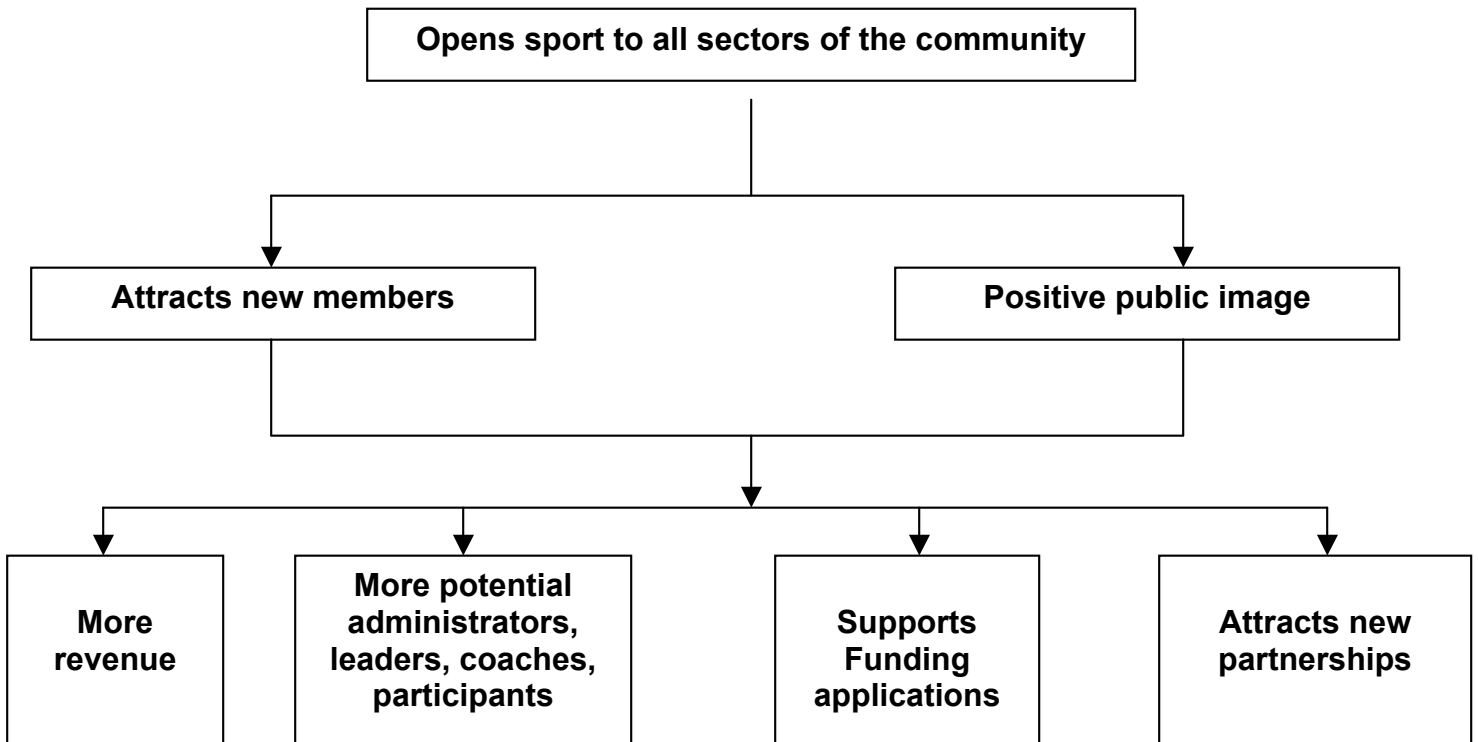 Opens sport to all sectors of the community
Attracts new members
Positive public image
More
revenue
More potential
administrators,
leaders, coaches,
participants
Supports
Funding
applications
Attracts new
partnerships